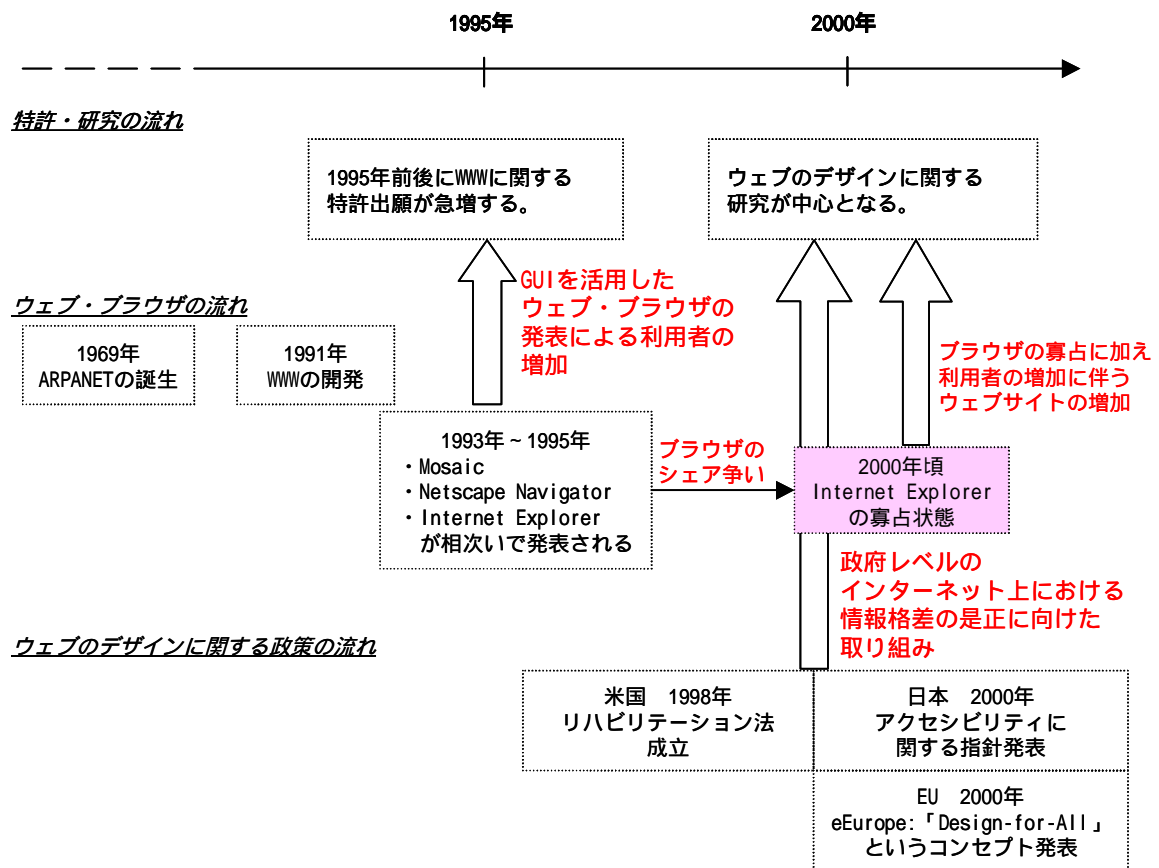 1995年
2000年
特許・研究の流れ
1995年前後にWWWに関する
特許出願が急増する。
ウェブのデザインに関する
研究が中心となる。
GUIを活用した
ウェブ・ブラウザの
発表による利用者の
増加
ウェブ・ブラウザの流れ
1969年
ARPANETの誕生
1991年
WWWの開発
ブラウザの寡占に加え
利用者の増加に伴う
ウェブサイトの増加
1993年～1995年
・Mosaic
・Netscape Navigator
・Internet Explorer
が相次いで発表される
ブラウザの
シェア争い
2000年頃
Internet Explorer
の寡占状態
政府レベルの
インターネット上における
情報格差の是正に向けた
取り組み
ウェブのデザインに関する政策の流れ
米国　1998年
リハビリテーション法
成立
日本　2000年
アクセシビリティに
関する指針発表
EU　2000年
eEurope:「Design-for-All」
というコンセプト発表